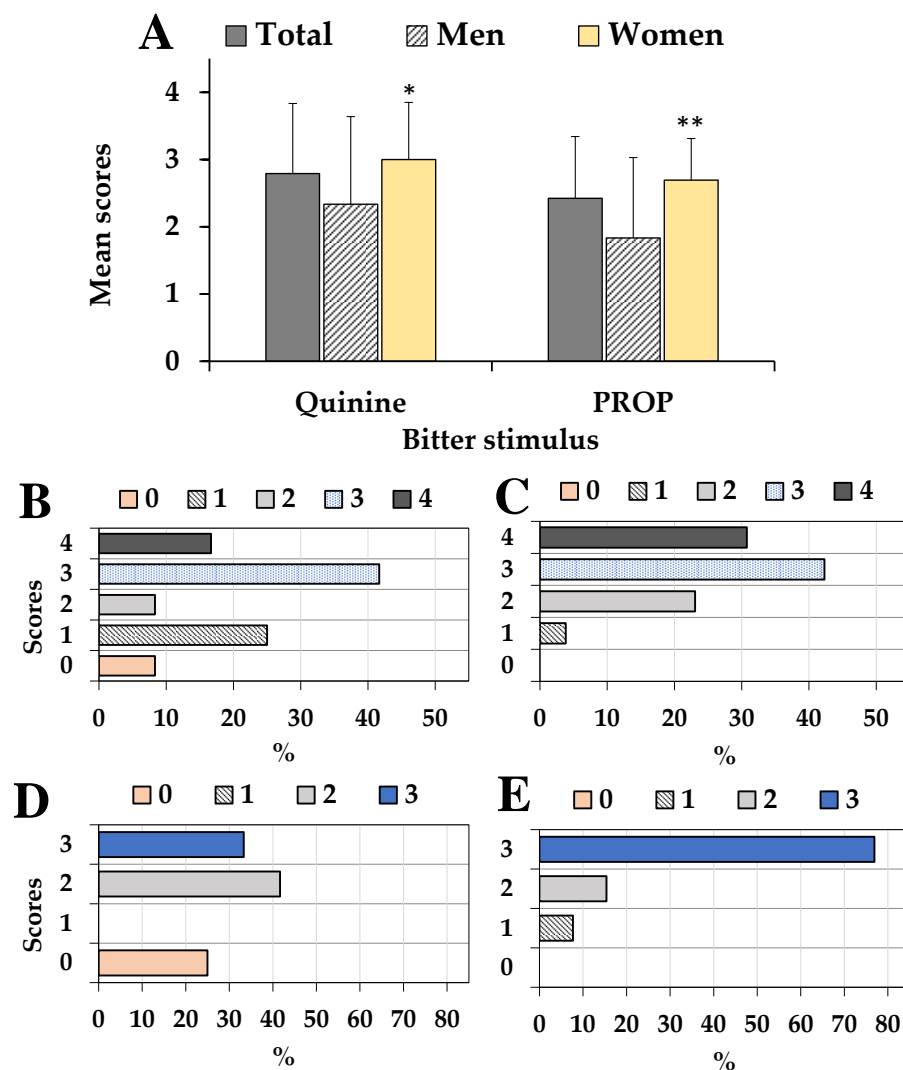 A Total Men Women
Mean scores
4
*
**
3
2
1
0
Quinine PROP
Bitter stimulus
B 0 1 2 3 4
Scores
4
3
2
1
0
0 10 20 30 40 50
%
C 0 1 2 3 4
4
3
2
1
0
0 10 20 30 40 50
%
D 0 1 2 3
Scores
3
2
1
0
0 10 20 30 40 50 60 70 80
%
E 0 1 2 3
3
2
1
0
0 10 20 30 40 50 60 70 80
%